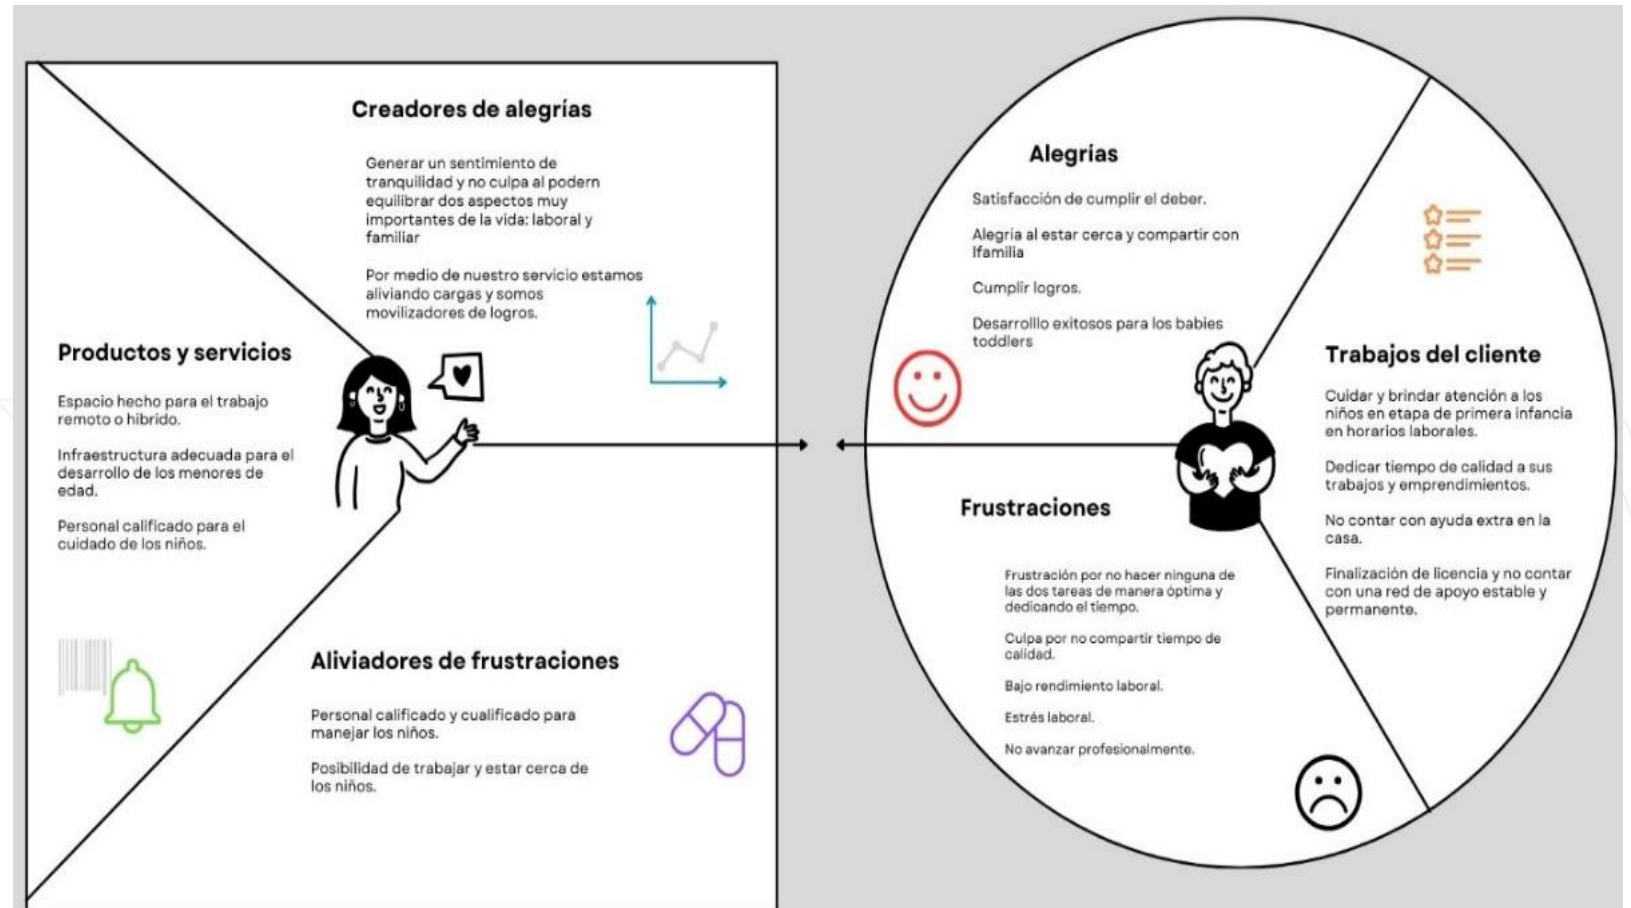 Creadores de alegrías
Generar un sentimiento de
tranquilidad y no culpa al podern
equilibrar dos aspectos muy
importantes de la vida: laboral y
familiar
Por medio de nuestro servicio estamos
aliviando cargas y somos
movilizadores de logros.
Productos y servicios
Espacio hecho para el trabajo
remoto o hibrido.
Infraestructura adecuada para el
desarrollo de los menores de
edad.
Personal calificado para el
cuidado de los niños.
Aliviadores de frustraciones
Personal calificado y cualificado para
manejar los niños.
Posibilidad de trabajar y estar cerca de
los niños.
Alegrias
Satisfacción de cumplir el deber.
Alegria al estar cerca y compartir con
lfamilia
Cumplir logros.
Desarrolllo exitosos para los babies
toddlers
Frustraciones
Frustración por no hacer ninguna de
las dos tareas de manera óptima y
dedicando el tiempo.
Culpa por no compartir tiempo de
calidad.
Bajo rendimiento laboral.
Estrés laboral.
No avanzar profesionalmente.
Trabajos del cliente
Cuidar y brindar atención a los
niños en etapa de primera infancia
en horarios laborales.
Dedicar tiempo de calidad a sus
trabajos y emprendimientos.
No contar con ayuda extra en la
casa.
Finalización de licencia y no contar
con una red de apoyo estable y
permanente.